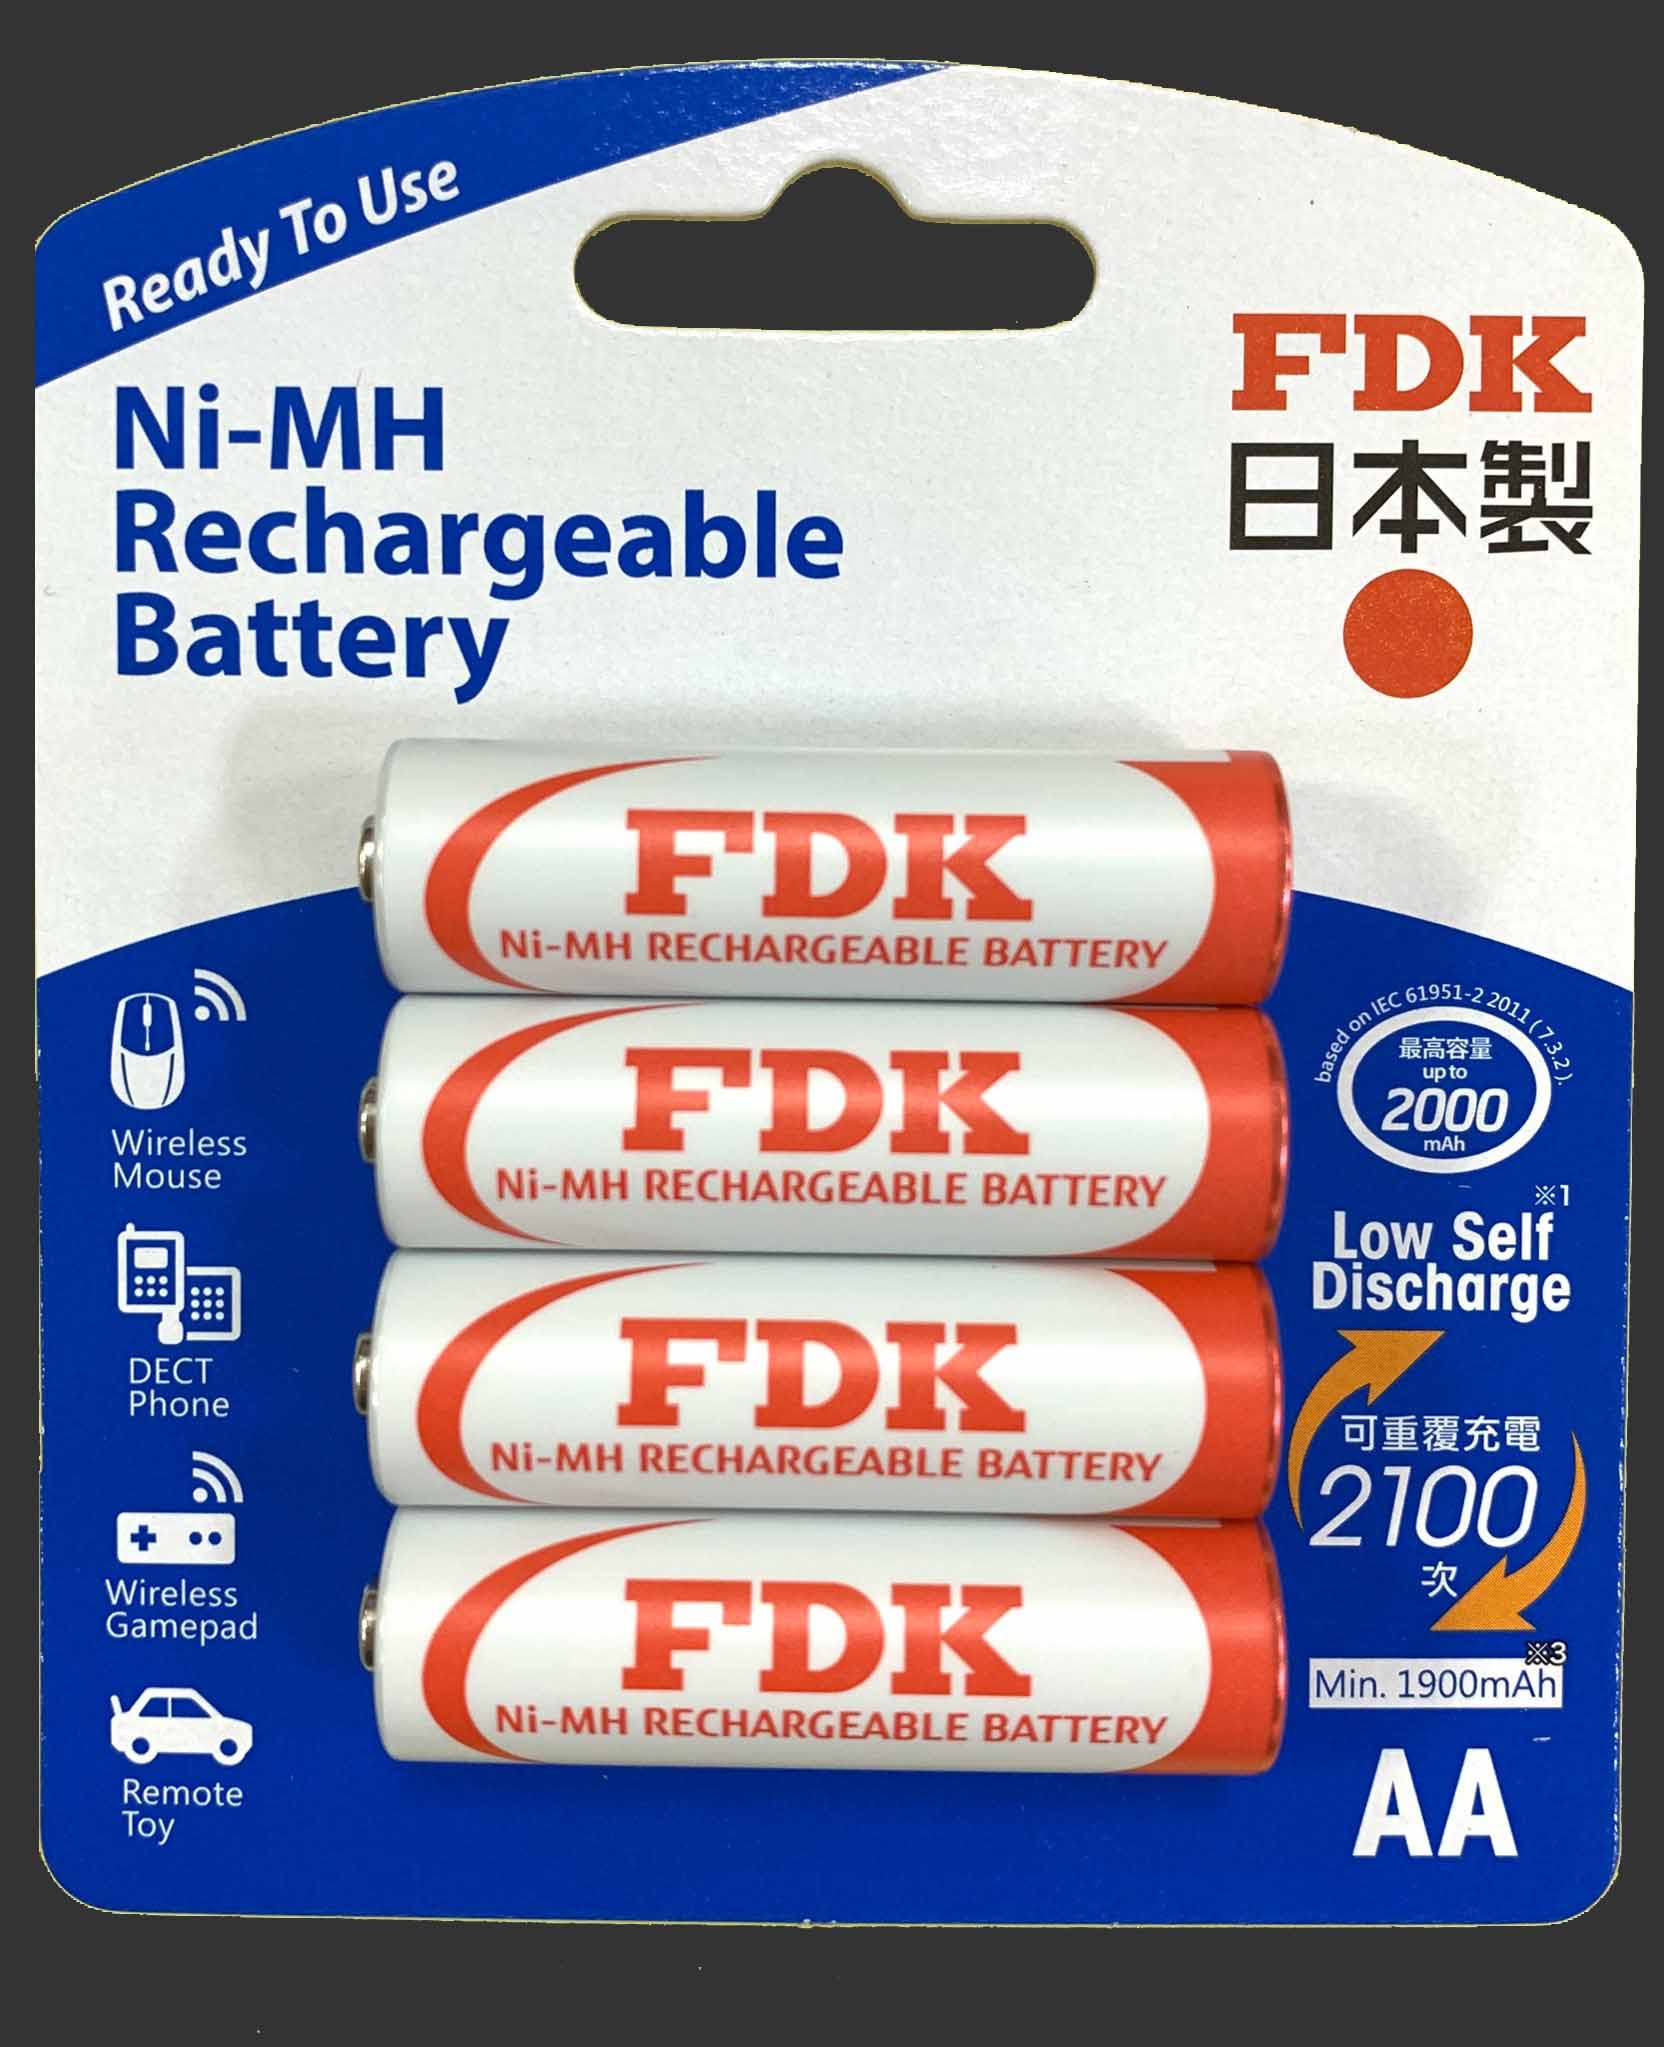 Ready To Use
Ni-MH
Rechargeable
Battery
FDK
日本製
FDK
Ni-MH RECHARGEABLE BATTERY
FDK
Ni-MH RECHARGEABLE BATTERY
FDK
Ni-MH RECHARGEABLE BATTERY
FDK
Ni-MH RECHARGEABLE BATTERY
Wireless
Mouse
DECT
Phone
Wireless
Gamepad
Remote
Toy
based on IEC 61951-2 2011 ( 7.3.2 ).
最高容量
up to
2000
mAh
※1
Low Self
Discharge
可重覆充電
2100
次
※3
Min. 1900mAh
AA